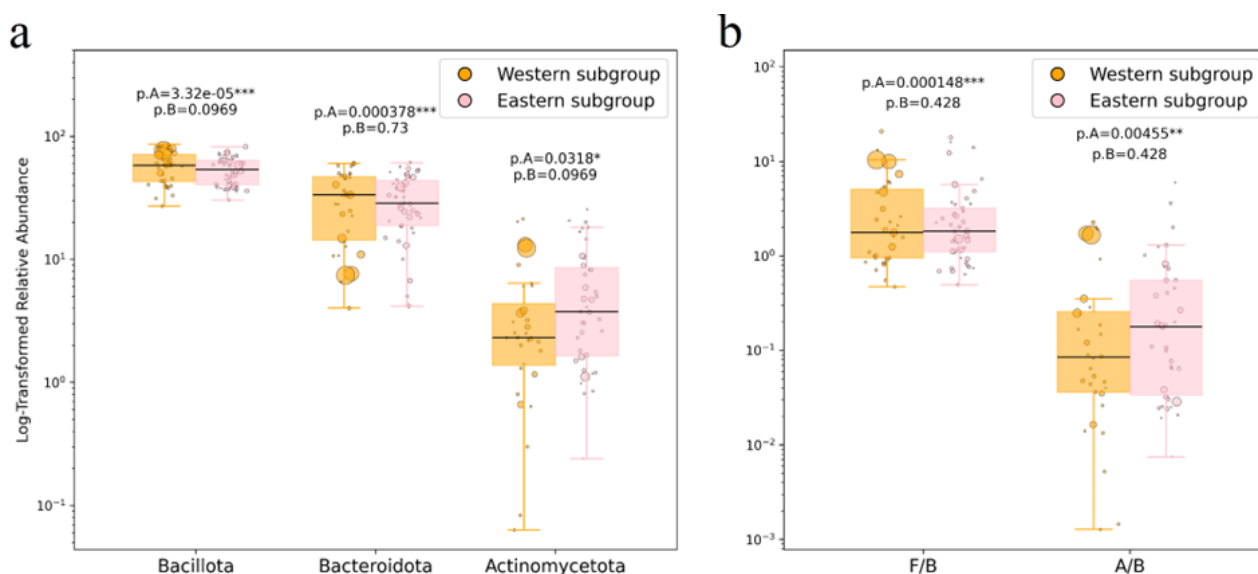 a
Log-Transformed Relative Abundance
10²
10¹
10⁰
10⁻¹
p.A=3.32e-05***
p.B=0.0969
p.A=0.000378***
p.B=0.73
p.A=0.0318*
p.B=0.0969
Western subgroup
Eastern subgroup
Bacillota
Bacteroidota
Actinomycetota
b
10²
10¹
10⁰
10⁻¹
10⁻²
10⁻³
p.A=0.000148***
p.B=0.428
p.A=0.00455**
p.B=0.428
Western subgroup
Eastern subgroup
F/B
A/B